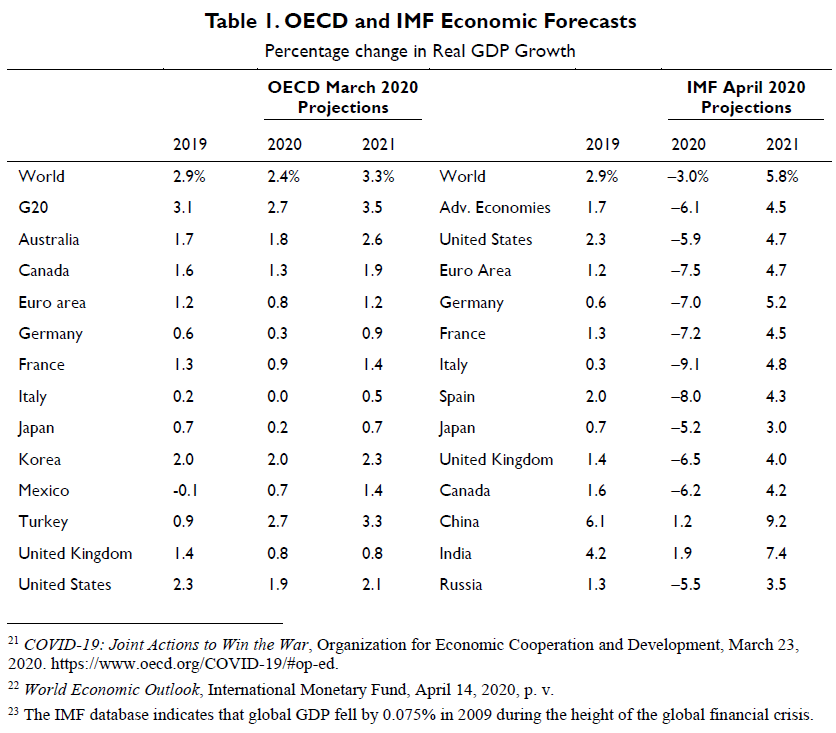 Table 1. OECD and IMF Economic Forecasts
Percentage change in Real GDP Growth
OECD March 2020 Projections IMF April 2020 Projections
2019 2020 2021 2019 2020 2021
World 2.9% 2.4% 3.3% World 2.9% –3.0% 5.8%
G20 3.1 2.7 3.5 Adv. Economies 1.7 –6.1 4.5
Australia 1.7 1.8 2.6 United States 2.3 –5.9 4.7
Canada 1.6 1.3 1.9 Euro Area 1.2 –7.5 4.7
Euro area 1.2 0.8 1.2 Germany 0.6 –7.0 5.2
Germany 0.6 0.3 0.9 France 1.3 –7.2 4.5
France 1.3 0.9 1.4 Italy 0.3 –9.1 4.8
Italy 0.2 0.0 0.5 Spain 2.0 –8.0 4.3
Japan 0.7 0.2 0.7 Japan 0.7 –5.2 3.0
Korea 2.0 2.0 2.3 United Kingdom 1.4 –6.5 4.0
Mexico -0.1 0.7 1.4 Canada 1.6 –6.2 4.2
Turkey 0.9 2.7 3.3 China 6.1 1.2 9.2
United Kingdom 1.4 0.8 0.8 India 4.2 1.9 7.4
United States 2.3 1.9 2.1 Russia 1.3 –5.5 3.5
21 COVID-19: Joint Actions to Win the War, Organization for Economic Cooperation and Development, March 23,
2020. https://www.oecd.org/COVID-19/#op-ed.
22 World Economic Outlook, International Monetary Fund, April 14, 2020, p. v.
23 The IMF database indicates that global GDP fell by 0.075% in 2009 during the height of the global financial crisis.